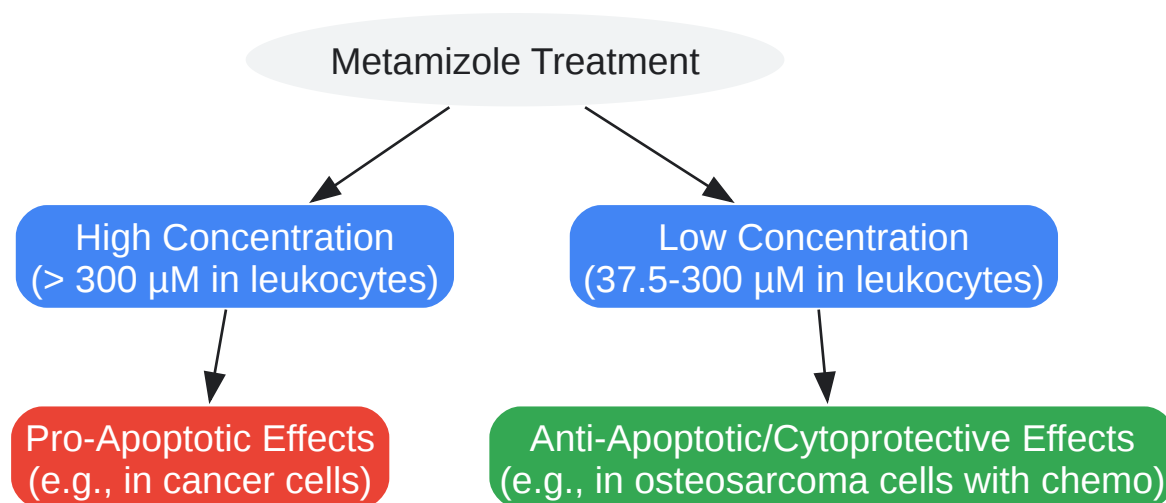 Metamizole Treatment
High Concentration
(> 300 µM in leukocytes)
Low Concentration
(37.5-300 µM in leukocytes)
Pro-Apoptotic Effects
(e.g., in cancer cells)
Anti-Apoptotic/Cytoprotective Effects
(e.g., in osteosarcoma cells with chemo)